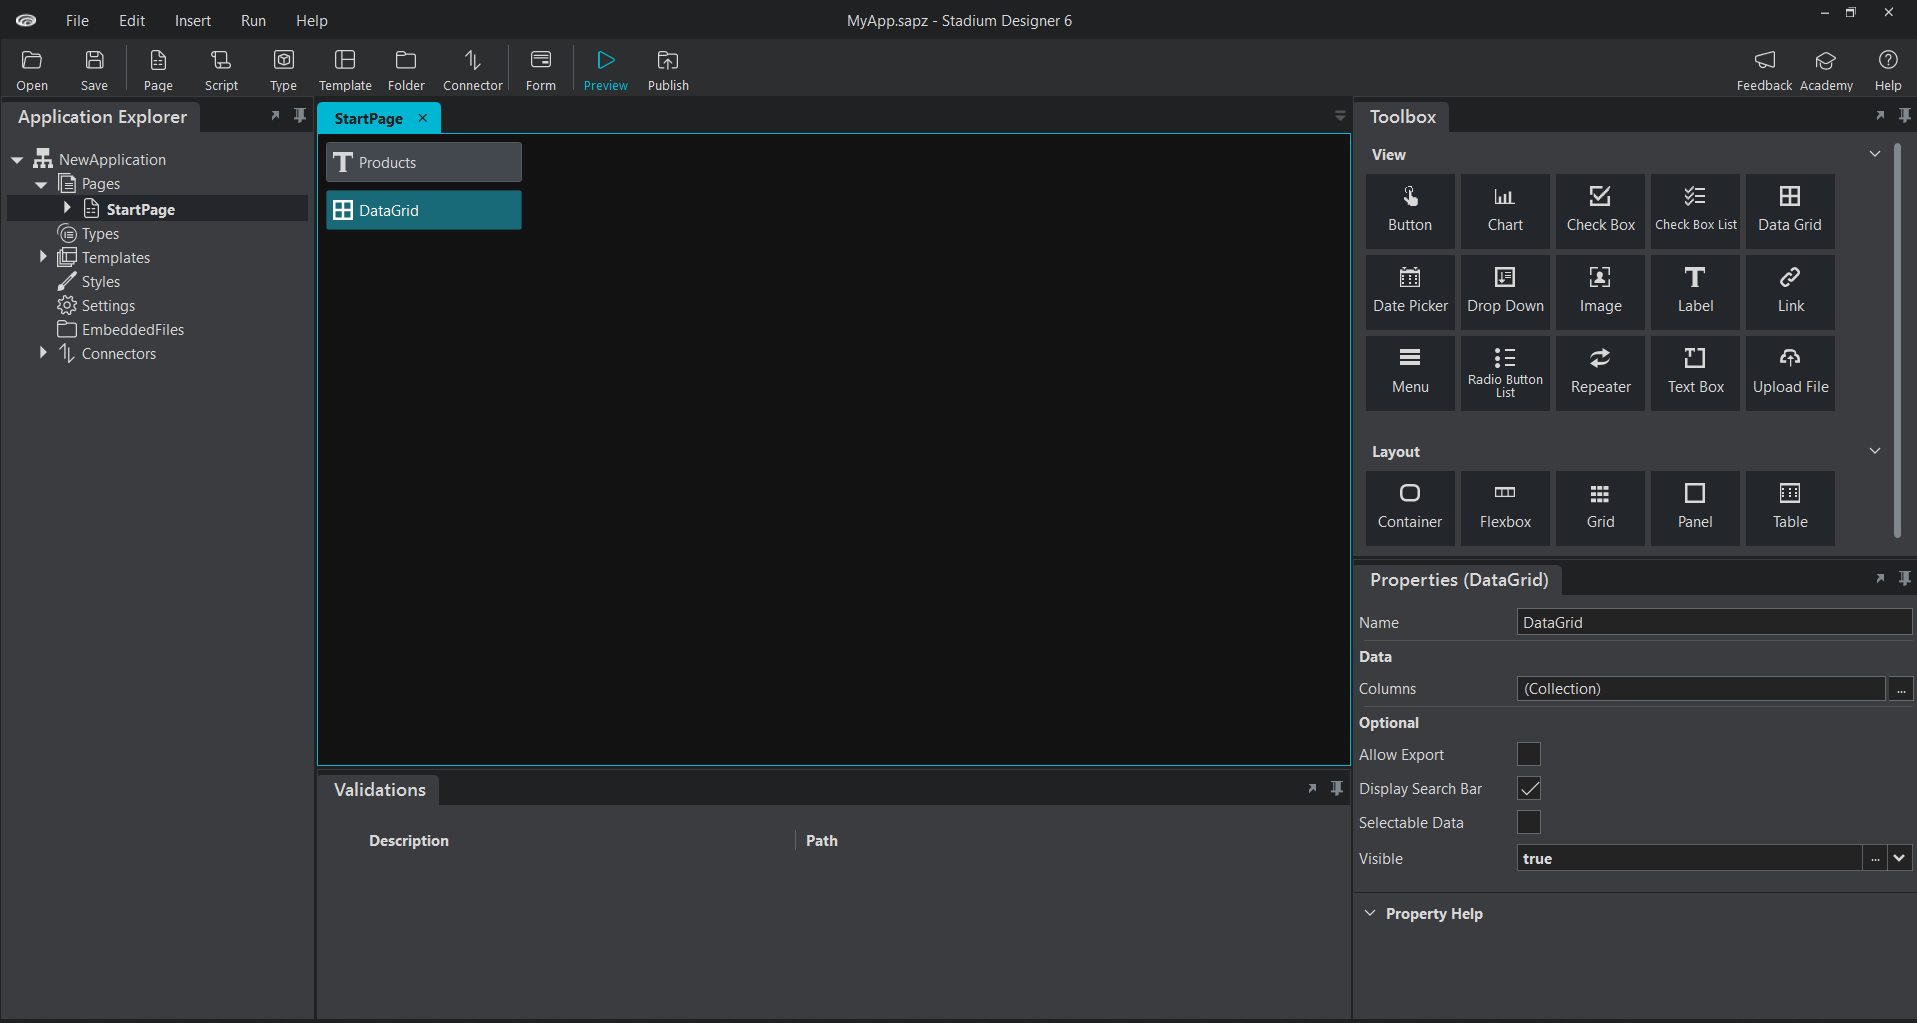 File Edit Insert Run Help
MyApp.sapz - Stadium Designer 6
Open Save Page Script Type Template Folder Connector Form Preview Publish
Feedback Academy Help
Application Explorer
NewApplication
Pages
StartPage
Types
Templates
Styles
Settings
EmbeddedFiles
Connectors
StartPage
Products
DataGrid
Validations
Description Path
Toolbox
View
Button Chart Check Box Check Box List Data Grid
Date Picker Drop Down Image Label Link
Menu Radio Button List Repeater Text Box Upload File
Layout
Container Flexbox Grid Panel Table
Properties (DataGrid)
Name DataGrid
Data
Columns (Collection) ...
Optional
Allow Export
Display Search Bar
Selectable Data
Visible true ...
Property Help